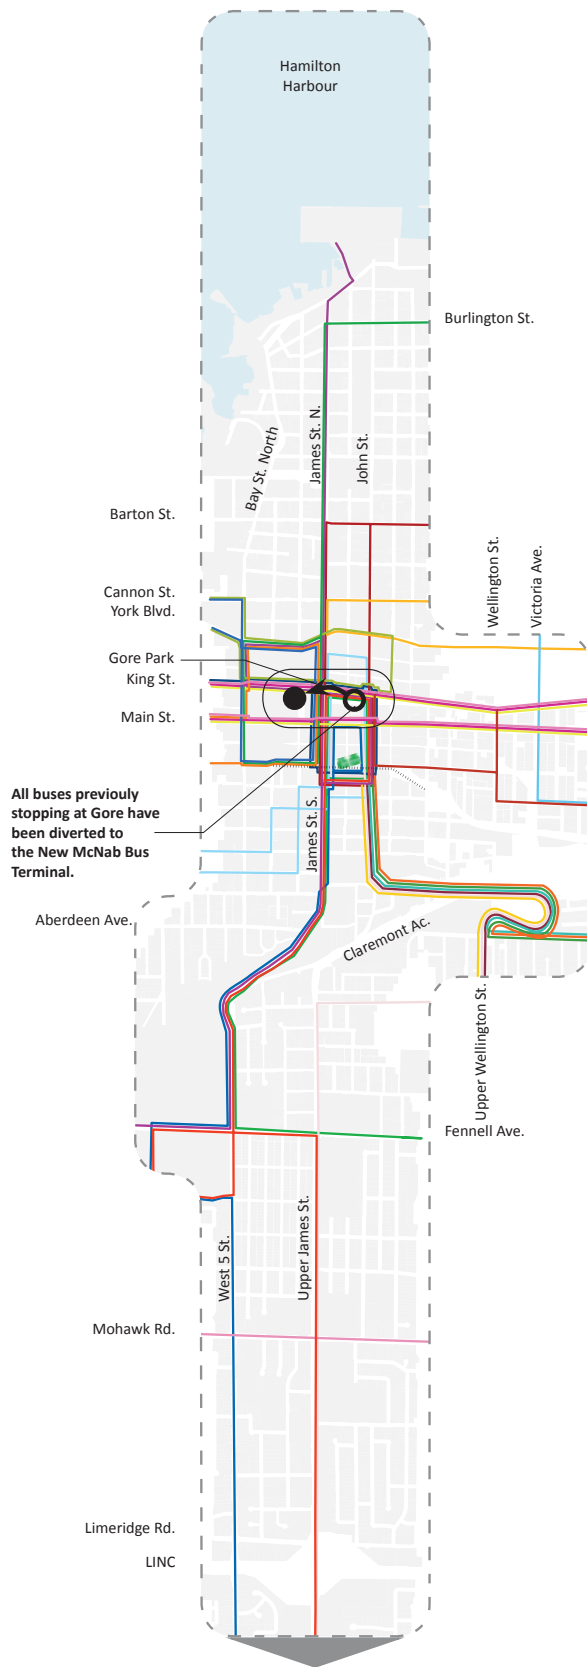 Hamilton
Harbour
Burlington St.
James St. N.
John St.
Bay St. North
Barton St.
Wellington St.
Victoria Ave.
Cannon St.
York Blvd.
Gore Park
King St.
Main St.
All buses previouly
stopping at Gore have
been diverted to
the New McNab Bus
Terminal.
James St. S.
Aberdeen Ave.
Claremont Ac.
Upper Wellington St.
Fennell Ave.
Upper James St.
West 5 St.
Mohawk Rd.
Limeridge Rd.
LINC